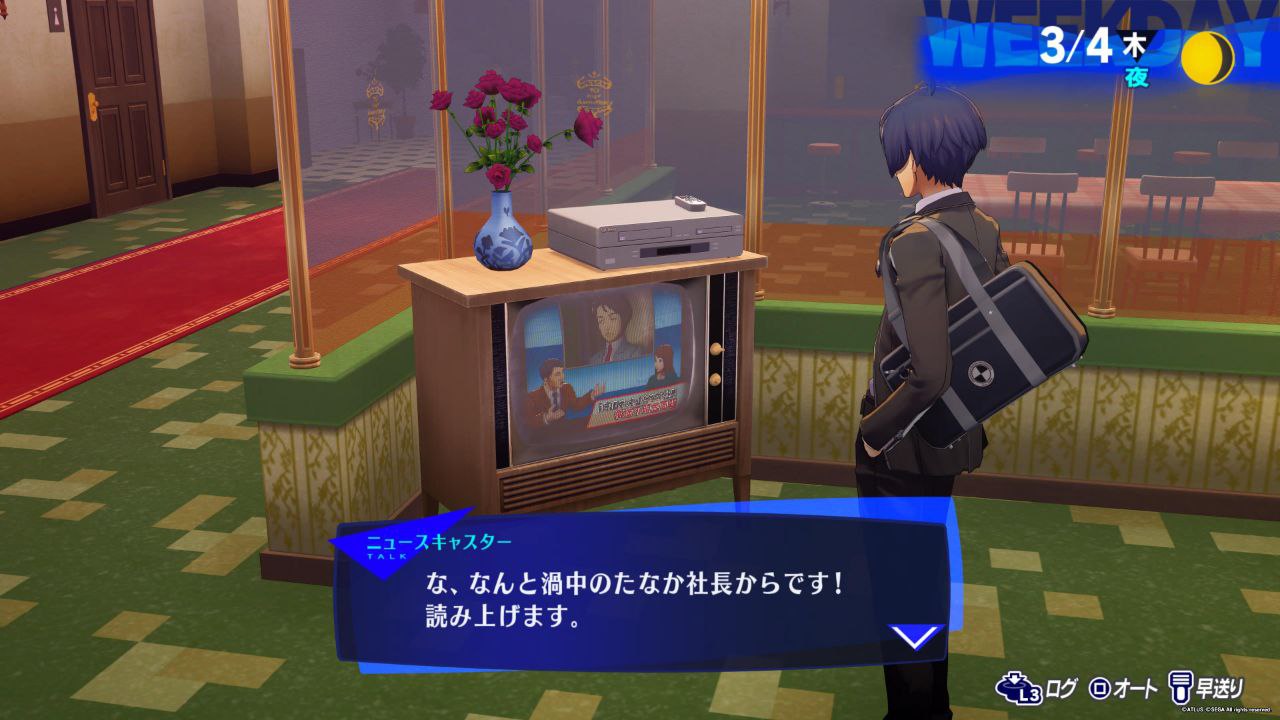 WEEKDAY
3/4 木
夜
ニュースキャスター
TALK
な、なんと渦中のたなか社長からです!
読み上げます。
L3 ログ オート 早送り
©ATLUS ©SEGA All rights reserved.